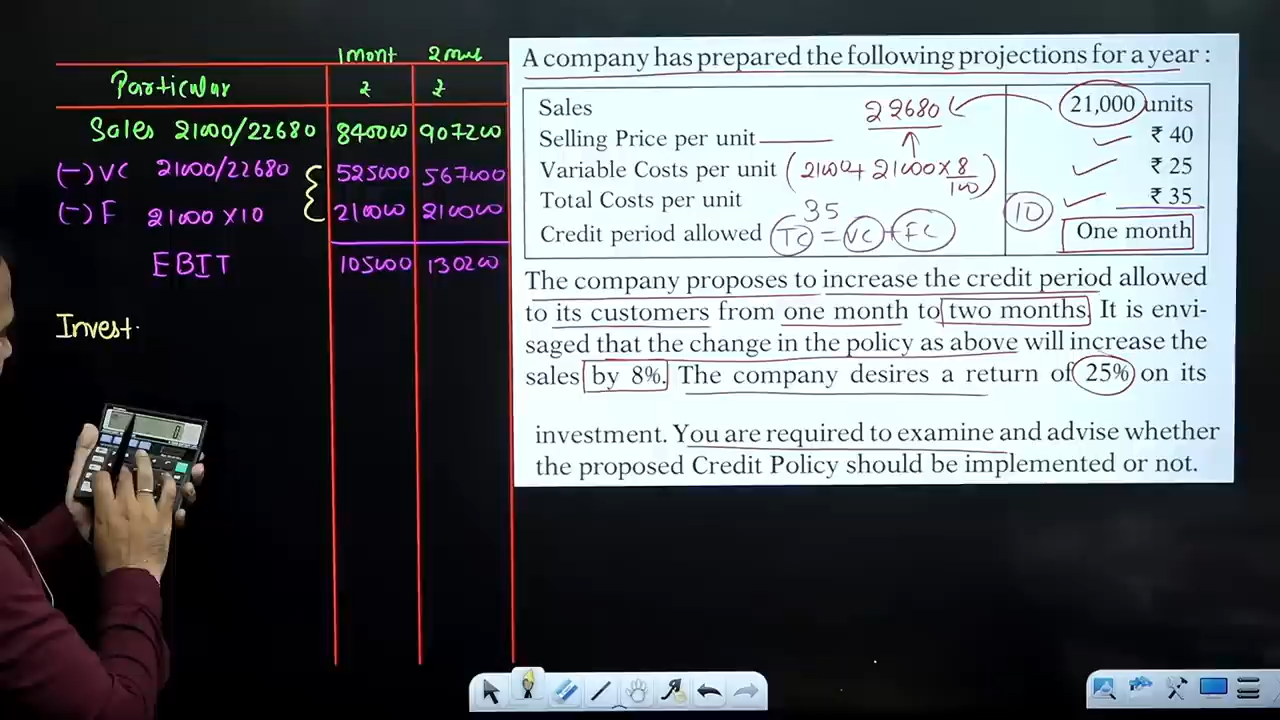 1 mont 2
Particular ₹ ₹
Sales 21000/22680 840000 907200
(-) VC 21000/22680 525000 567000
(-) F 21000 X10 210000 210000
EBIT 105000 130200
Invest
A company has prepared the following projections for a year :
Sales 22680 21,000 units
Selling Price per unit ₹ 40
Variable Costs per unit (21000+ 21000×8/100) ₹ 25
Total Costs per unit ₹ 35
35 10
Credit period allowed TC = VC + FC One month
The company proposes to increase the credit period allowed
to its customers from one month to two months. It is envi-
saged that the change in the policy as above will increase the
sales by 8%. The company desires a return of 25% on its
investment. You are required to examine and advise whether
the proposed Credit Policy should be implemented or not.